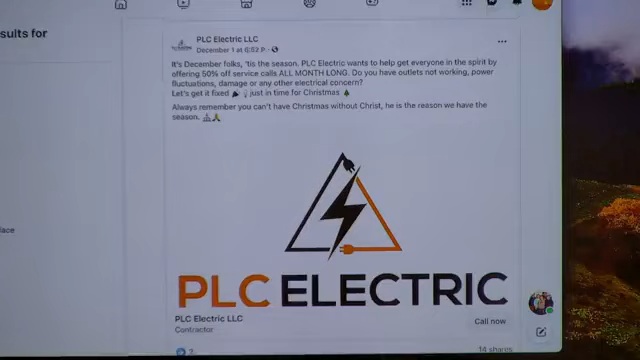 sults for
PLC Electric LLC
December 1 at 6:52 P ·
It's December folks, 'tis the season. PLC Electric wants to help get everyone in the spirit by
offering 50% off service calls ALL MONTH LONG. Do you have outlets not working, power
fluctuations, damage or any other electrical concern?
Let's get it fixed just in time for Christmas
Always remember you can't have Christmas without Christ, he is the reason we have the
season.
lace
PLC ELECTRIC
PLC Electric LLC
Call now
Contractor
2
14 shares